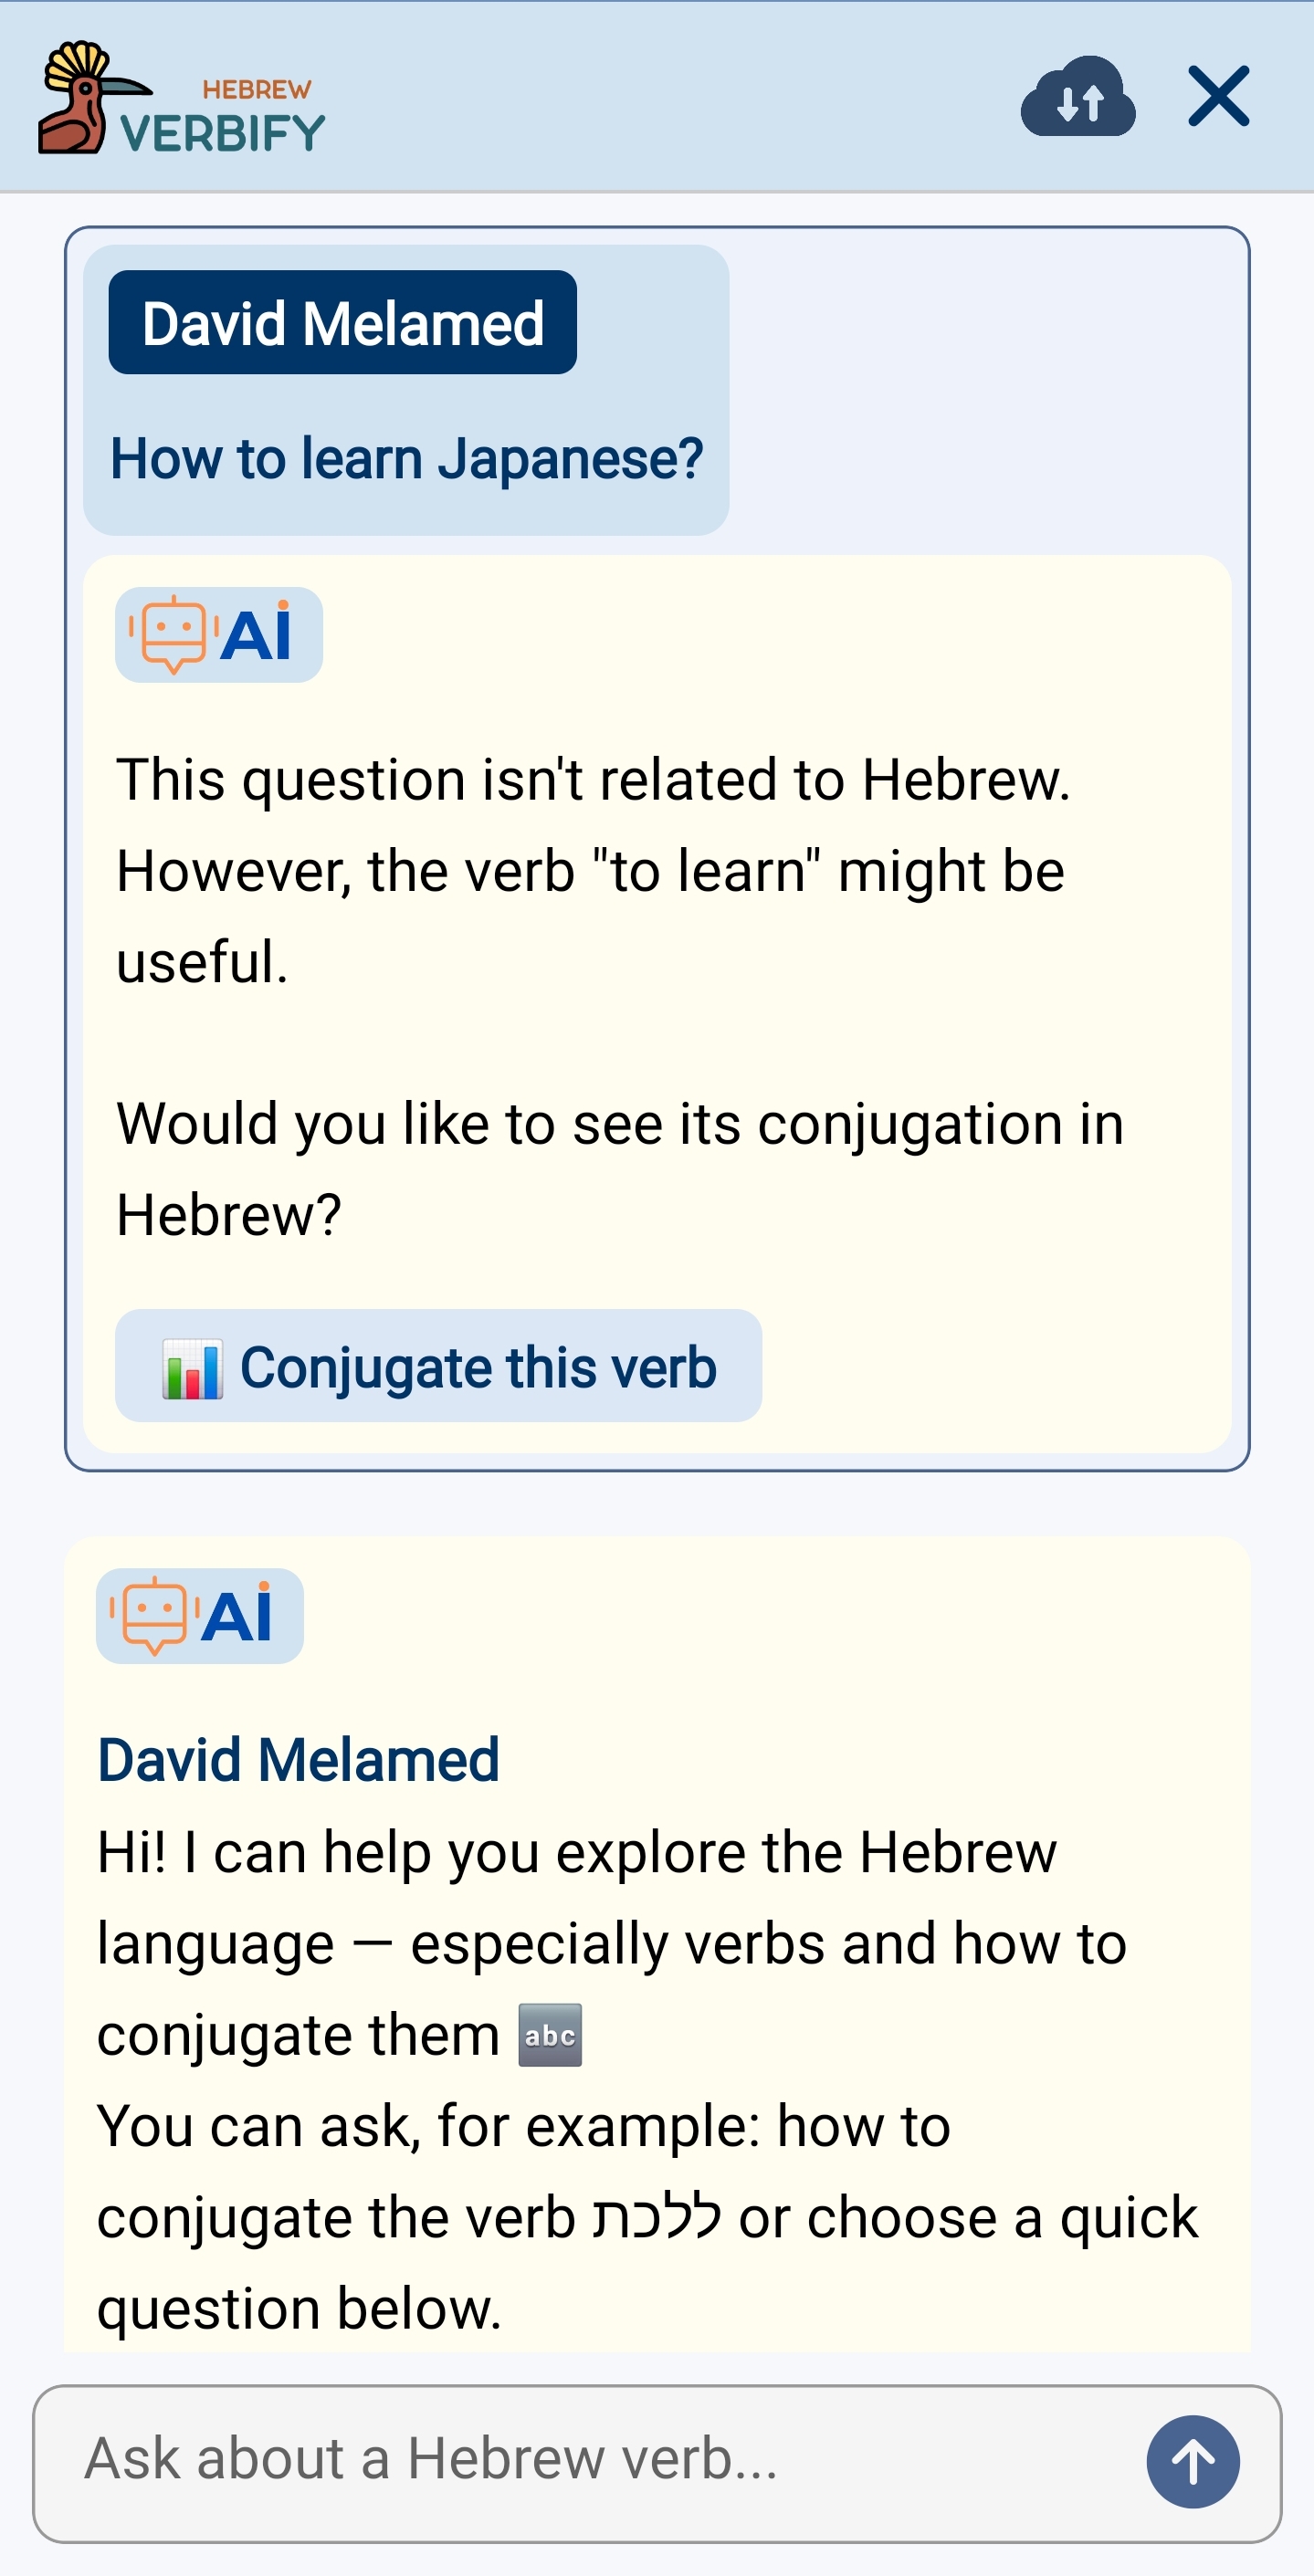 HEBREW
VERBIFY
David Melamed
How to learn Japanese?
Ai
This question isn't related to Hebrew.
However, the verb "to learn" might be
useful.
Would you like to see its conjugation in
Hebrew?
Conjugate this verb
Ai
David Melamed
Hi! I can help you explore the Hebrew
language — especially verbs and how to
conjugate them 🔤
You can ask, for example: how to
conjugate the verb ללכת or choose a quick
question below.
Ask about a Hebrew verb...